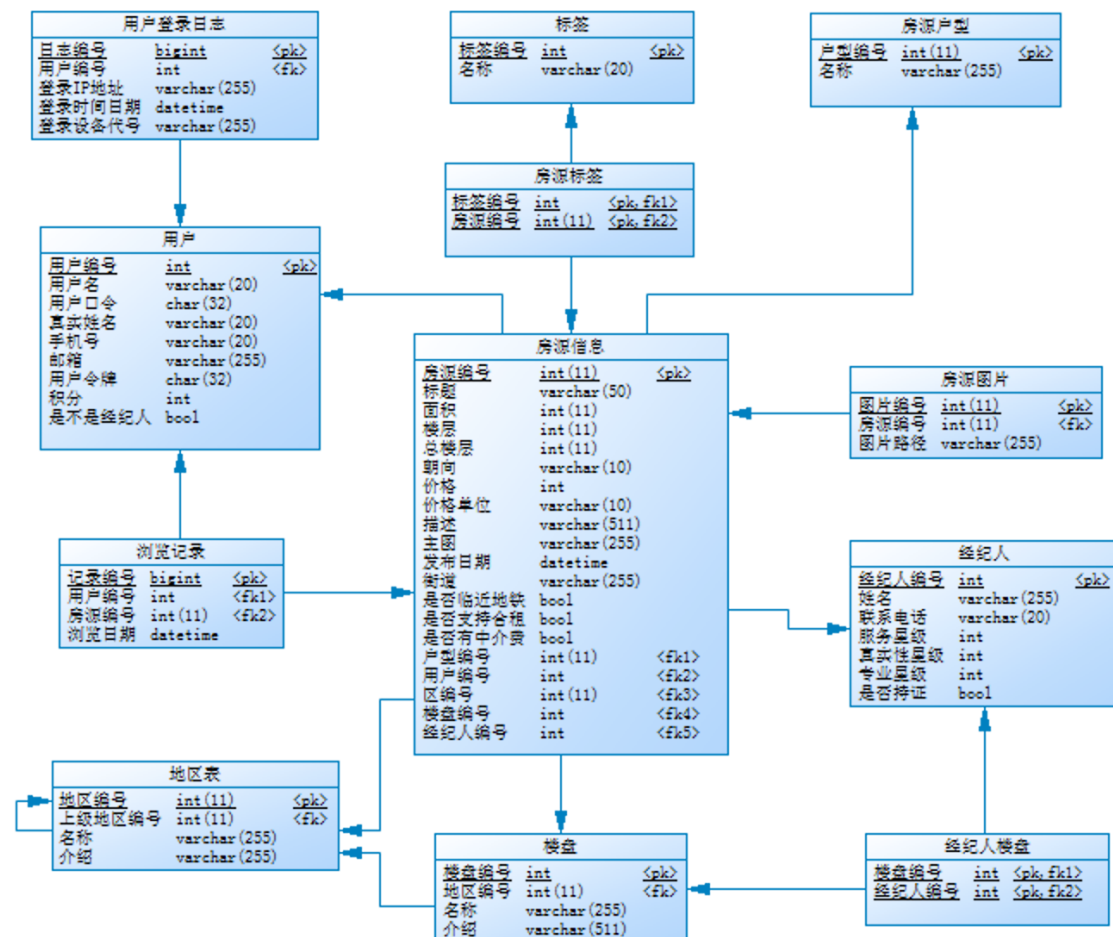 用户登录日志
日志编号 bigint <pk>
用户编号 int <fk>
登录IP地址 varchar(255)
登录时间日期 datetime
登录设备代号 varchar(255)
标签
标签编号 int <pk>
名称 varchar(20)
房源户型
户型编号 int(11) <pk>
名称 varchar(255)
房源标签
标签编号 int <pk,fk1>
房源编号 int(11) <pk,fk2>
用户
用户编号 int <pk>
用户名 varchar(20)
用户口令 char(32)
真实姓名 varchar(20)
手机号 varchar(20)
邮箱 varchar(255)
用户令牌 char(32)
积分 int
是不是经纪人 bool
房源信息
房源编号 int(11) <pk>
标题 varchar(50)
面积 int(11)
楼层 int(11)
总楼层 int(11)
朝向 varchar(10)
价格 int
价格单位 varchar(10)
描述 varchar(511)
主图 varchar(255)
发布日期 datetime
街道 varchar(255)
是否临近地铁 bool
是否支持合租 bool
是否有中介费 bool
户型编号 int(11) <fk1>
用户编号 int <fk2>
区编号 int(11) <fk3>
楼盘编号 int <fk4>
经纪人编号 int <fk5>
房源图片
图片编号 int(11) <pk>
房源编号 int(11) <fk>
图片路径 varchar(255)
浏览记录
记录编号 bigint <pk>
用户编号 int <fk1>
房源编号 int(11) <fk2>
浏览日期 datetime
经纪人
经纪人编号 int <pk>
姓名 varchar(255)
联系电话 varchar(20)
服务星级 int
真实性星级 int
专业星级 int
是否持证 bool
地区表
地区编号 int(11) <pk>
上级地区编号 int(11) <fk>
名称 varchar(255)
介绍 varchar(255)
楼盘
楼盘编号 int <pk>
地区编号 int(11) <fk>
名称 varchar(255)
介绍 varchar(511)
经纪人楼盘
楼盘编号 int <pk,fk1>
经纪人编号 int <pk,fk2>